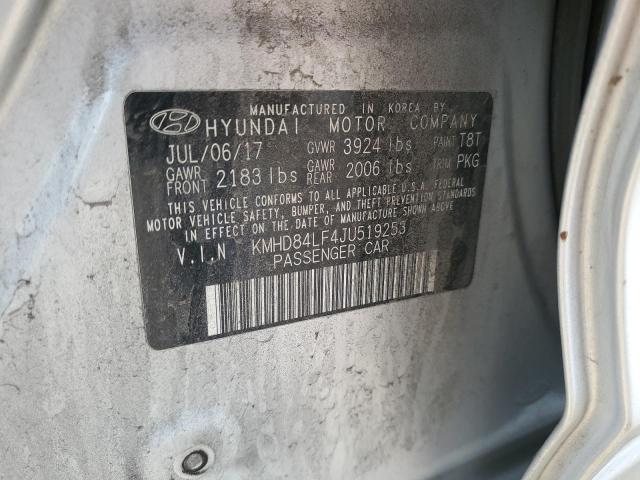 MANUFACTURED IN KOREA BY
HYUNDAI MOTOR COMPANY
JUL/06/17 GVWR 3924 lbs PAINT T8T
GAWR FRONT 2183 lbs GAWR REAR 2006 lbs TRIM PKG
THIS VEHICLE CONFORMS TO ALL APPLICABLE U.S.A FEDERAL
MOTOR VEHICLE SAFETY, BUMPER, AND THEFT PREVENTION
STANDARDS IN EFFECT ON THE DATE OF MANUFACTURE SHOWN ABOVE
V.I.N KMHD84LF4JU519253
PASSENGER CAR